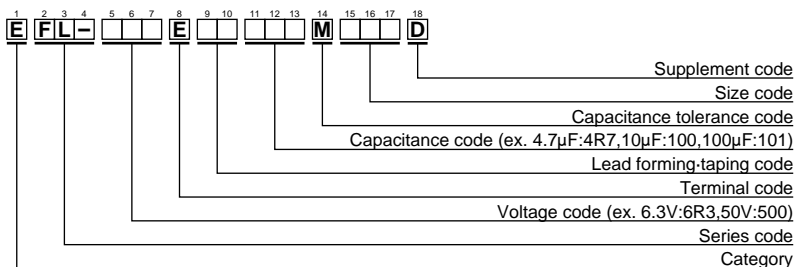 1 2 3 4 5 6 7 8 9 10 11 12 13 14 15 16 17 18
E FL- E M D
Supplement code
Size code
Capacitance tolerance code
Capacitance code (ex. 4.7µF:4R7,10µF:100,100µF:101)
Lead forming·taping code
Terminal code
Voltage code (ex. 6.3V:6R3,50V:500)
Series code
Category